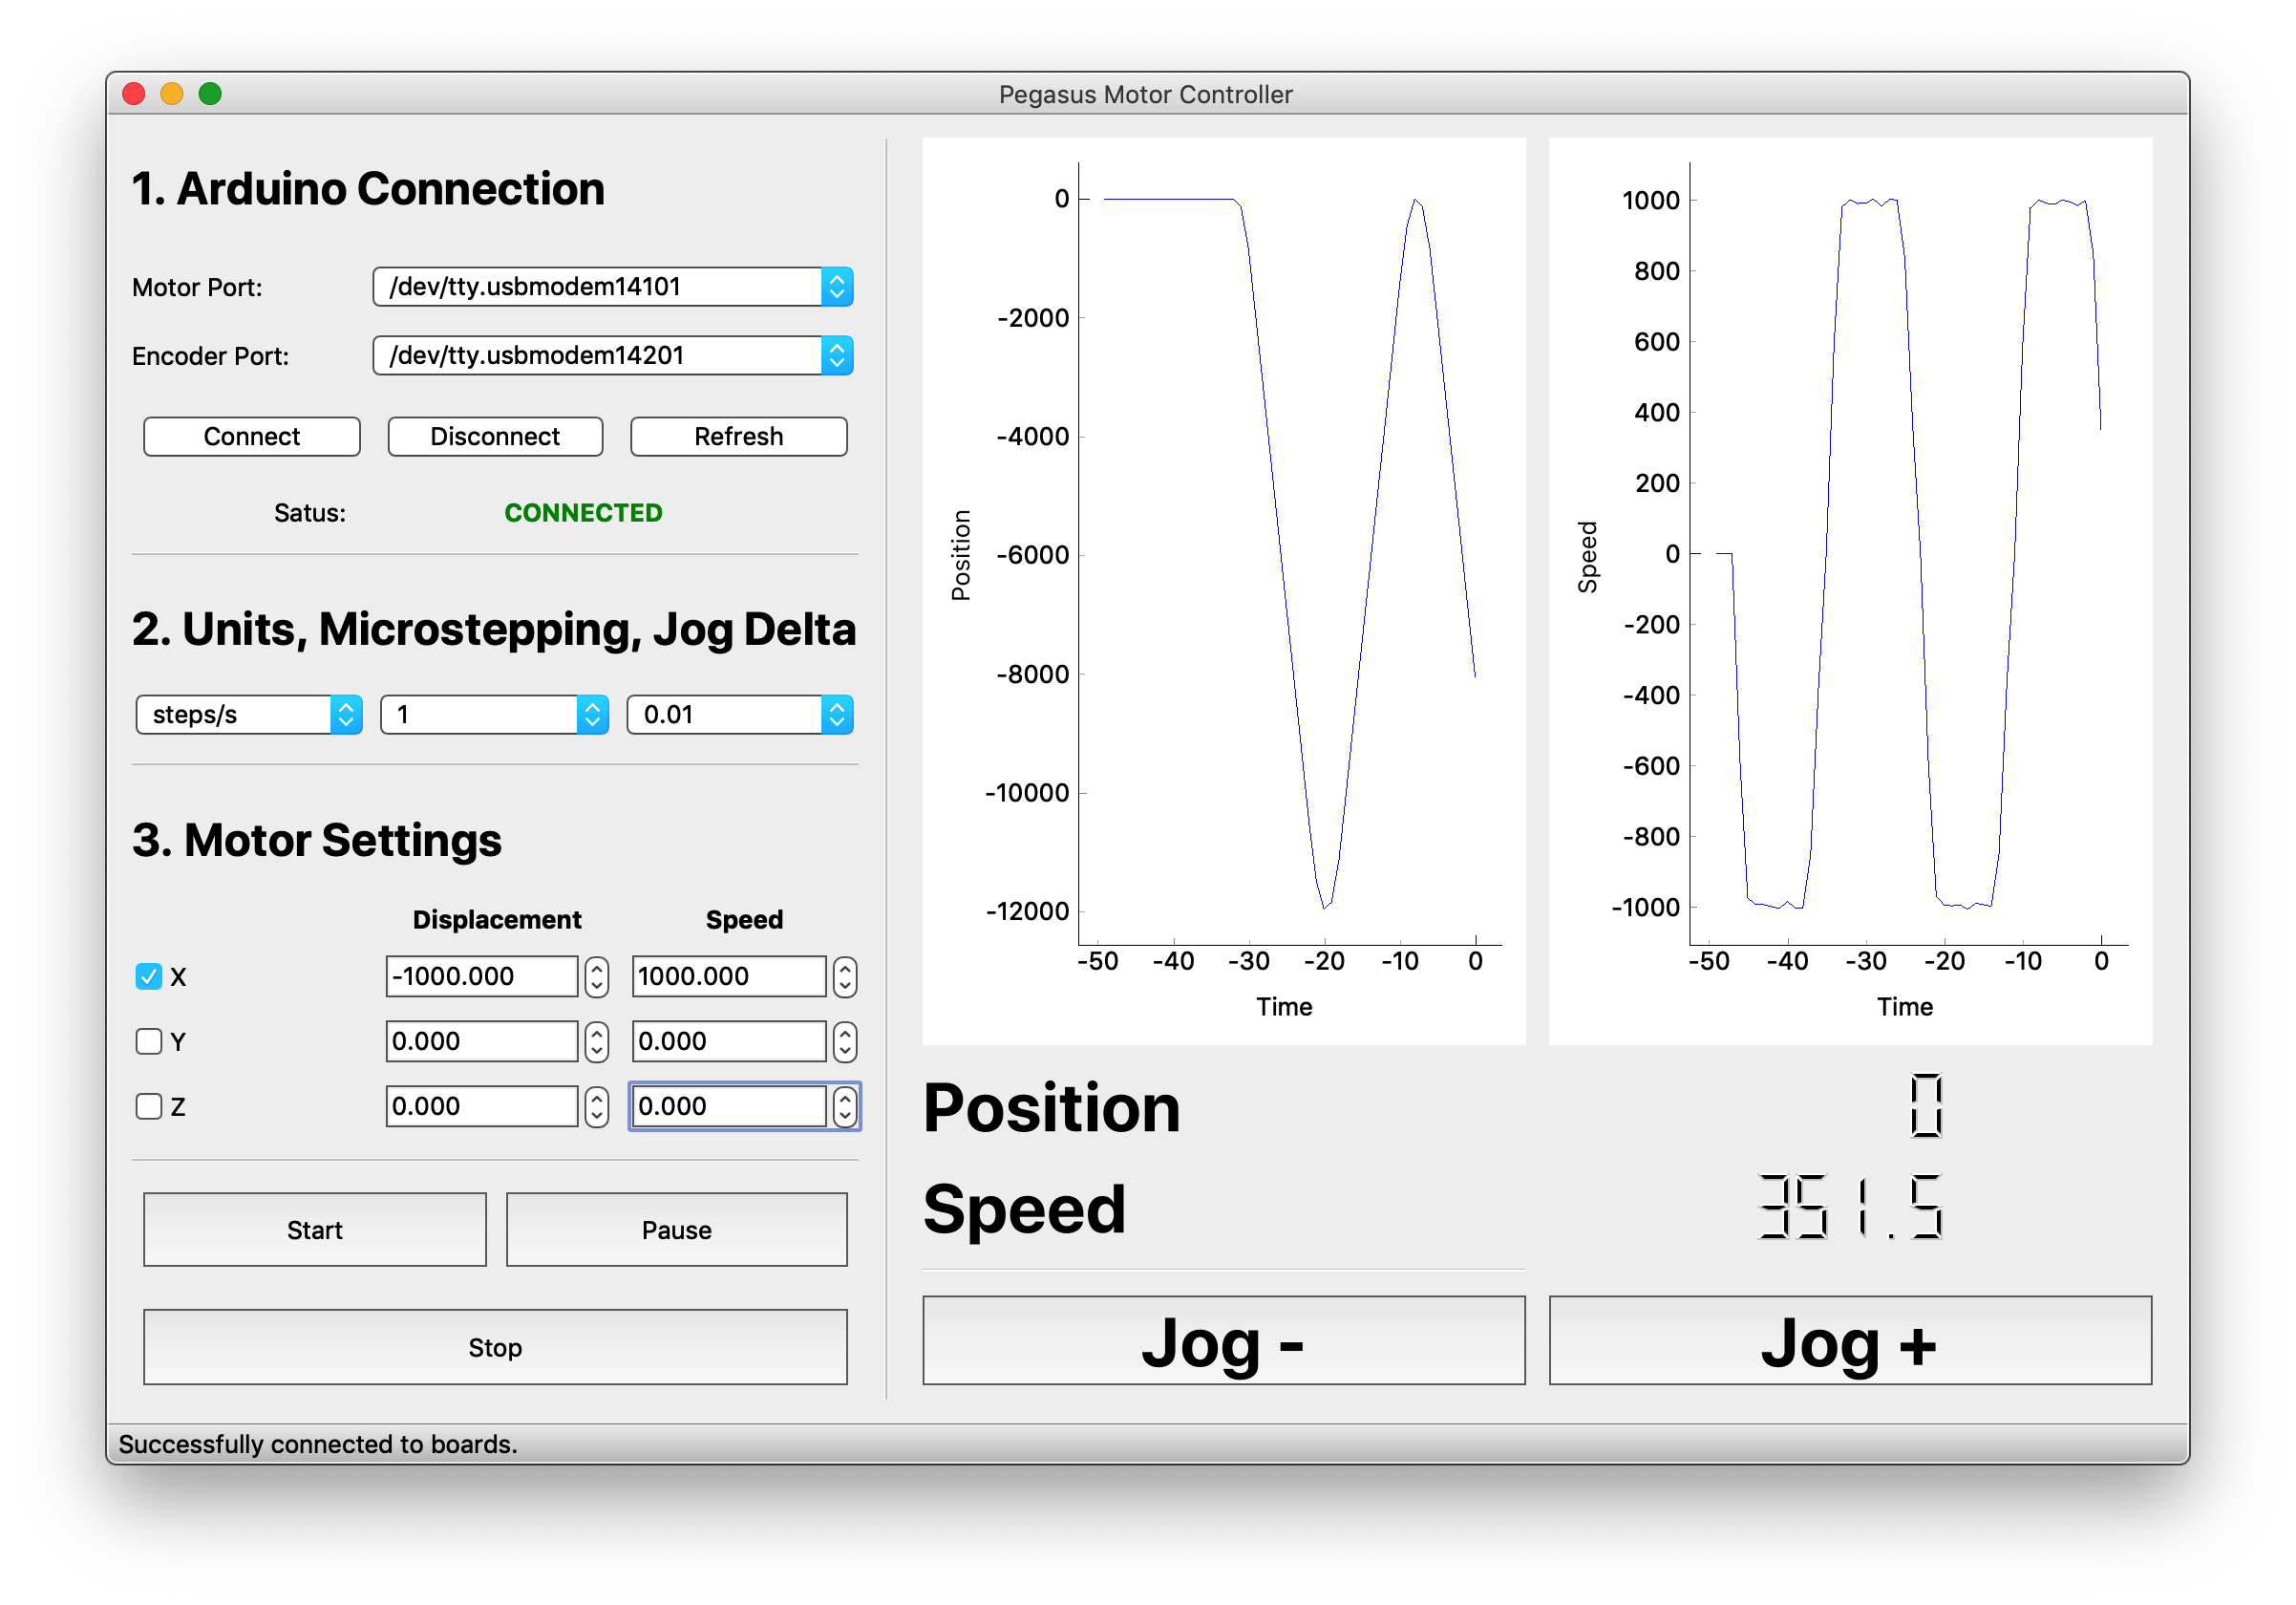 Pegasus Motor Controller
1. Arduino Connection
Motor Port: /dev/tty.usbmodem14101
Encoder Port: /dev/tty.usbmodem14201
Connect Disconnect Refresh
Satus: CONNECTED
2. Units, Microstepping, Jog Delta
steps/s 1 0.01
3. Motor Settings
Displacement Speed
X -1000.000 1000.000
Y 0.000 0.000
Z 0.000 0.000
Start Pause
Stop
0
-2000
-4000
-6000
-8000
-10000
-12000
Position
-50 -40 -30 -20 -10 0
Time
1000
800
600
400
200
0
-200
-400
-600
-800
-1000
Speed
-50 -40 -30 -20 -10 0
Time
Position 0
Speed 351.5
Jog - Jog +
Successfully connected to boards.